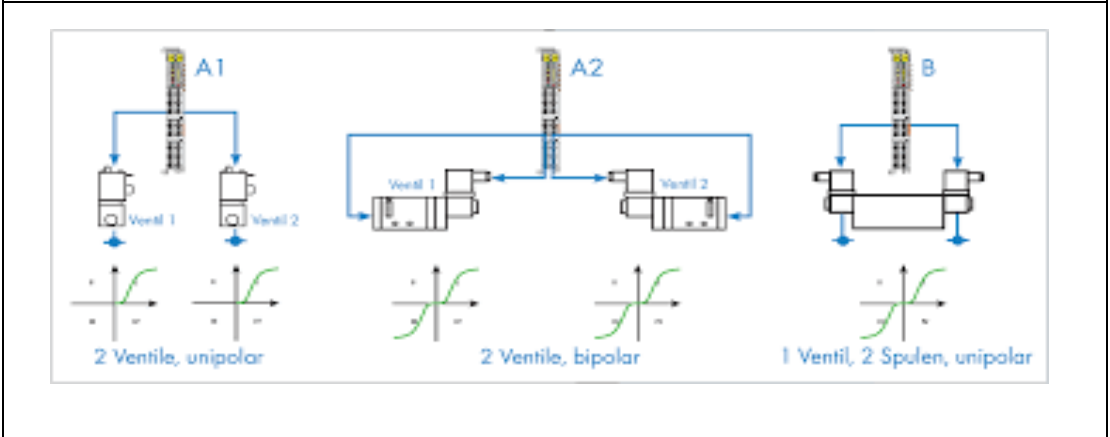 A1
A2
B
Ventil 1
Ventil 2
Ventil 1
Ventil 2
2 Ventile, unipolar
2 Ventile, bipolar
1 Ventil, 2 Spulen, unipolar